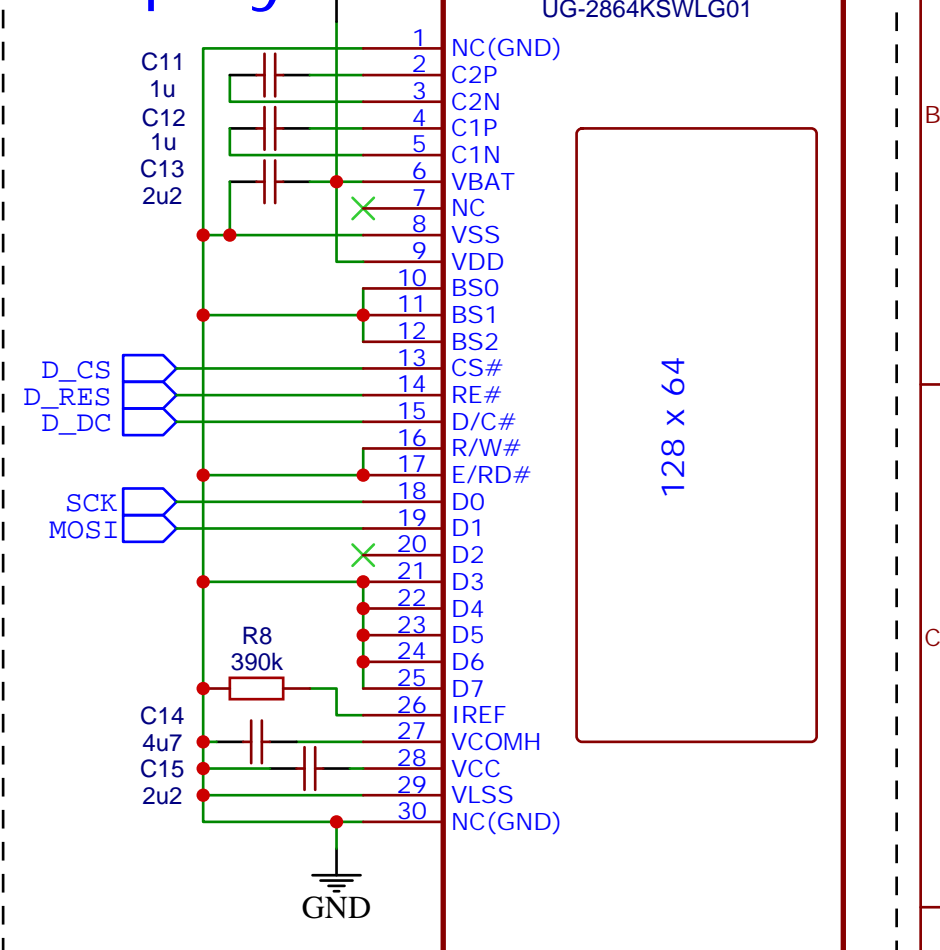 UG-2864KSWLG01
1 NC(GND)
C11 2 C2P
1u 3 C2N
C12 4 C1P
1u 5 C1N
C13 6 VBAT
2u2 7 NC
8 VSS
9 VDD
10 BS0
11 BS1
12 BS2
D_CS 13 CS#
D_RES 14 RE#
D_DC 15 D/C#
16 R/W#
17 E/RD#
SCK 18 D0
MOSI 19 D1
20 D2
21 D3
22 D4
23 D5
R8
390k 24 D6
25 D7
C14 26 IREF
4u7 27 VCOMH
C15 28 VCC
2u2 29 VLSS
30 NC(GND)
GND
128 x 64
B
C